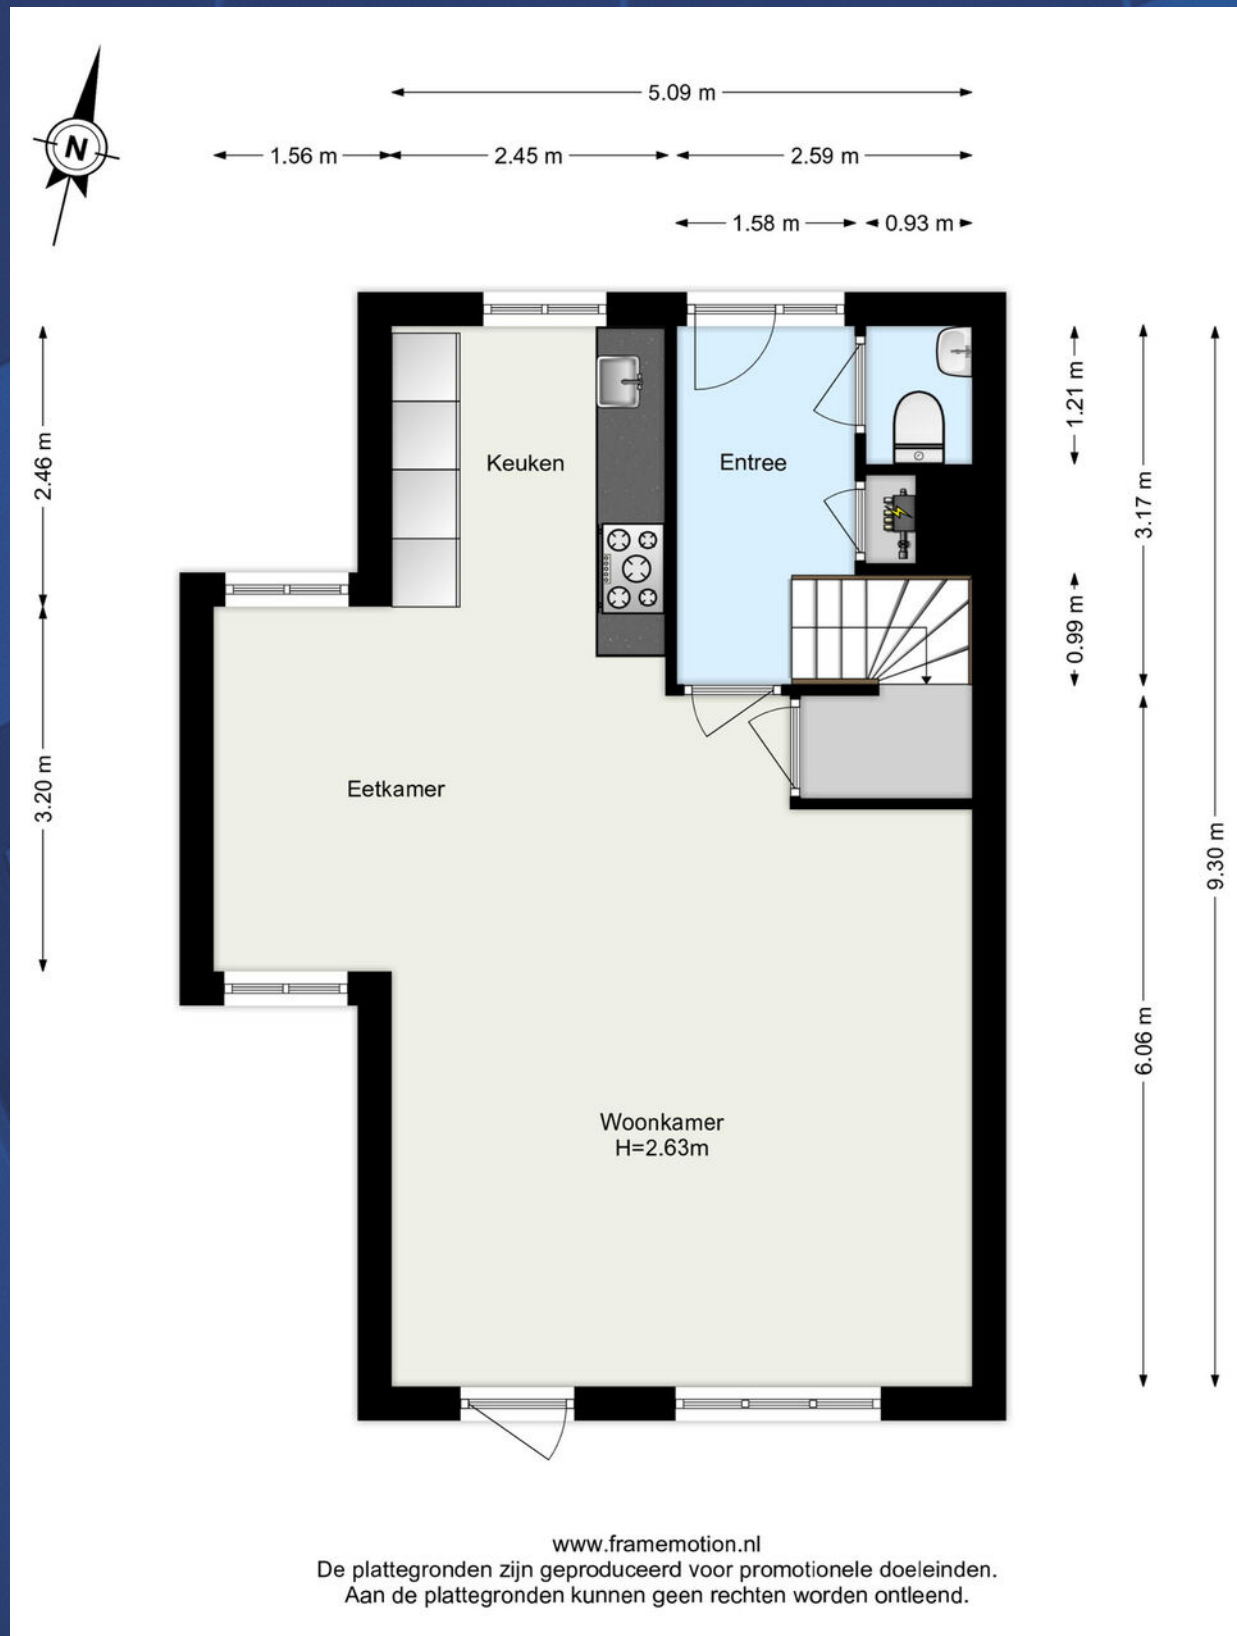 N
5.09 m
1.56 m
2.45 m
2.59 m
1.58 m
0.93 m
2.46 m
3.20 m
1.21 m
0.99 m
3.17 m
6.06 m
9.30 m
Keuken
Entree
Eetkamer
Woonkamer
H=2.63m
www.framemotion.nl
De plattegronden zijn geproduceerd voor promotionele doeleinden.
Aan de plattegronden kunnen geen rechten worden ontleend.